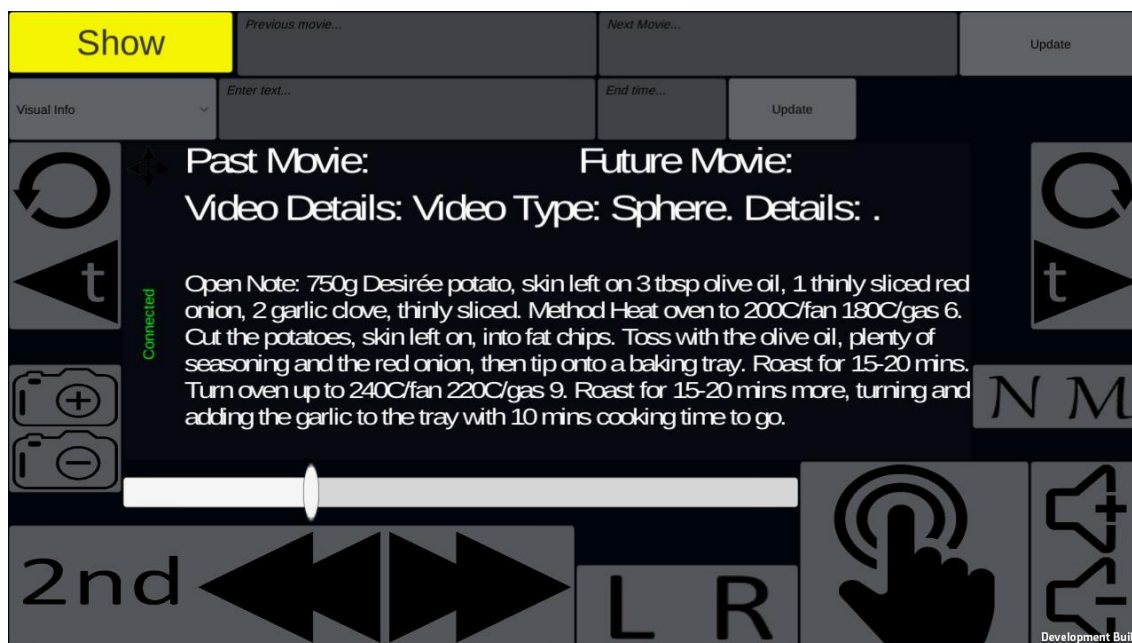 Show
Previous movie...
Next Movie...
Update
Visual Info
Enter text...
End time...
Update
Past Movie: Future Movie:
Video Details: Video Type: Sphere. Details: .
t
t
Connected
Open Note: 750g Desirée potato, skin left on 3 tbsp olive oil, 1 thinly sliced red
onion, 2 garlic clove, thinly sliced. Method Heat oven to 200C/fan 180C/gas 6.
Cut the potatoes, skin left on, into fat chips. Toss with the olive oil, plenty of
seasoning and the red onion, then tip onto a baking tray. Roast for 15-20 mins.
Turn oven up to 240C/fan 220C/gas 9. Roast for 15-20 mins more, turning and
adding the garlic to the tray with 10 mins cooking time to go.
N M
2nd
L R
Development Buil